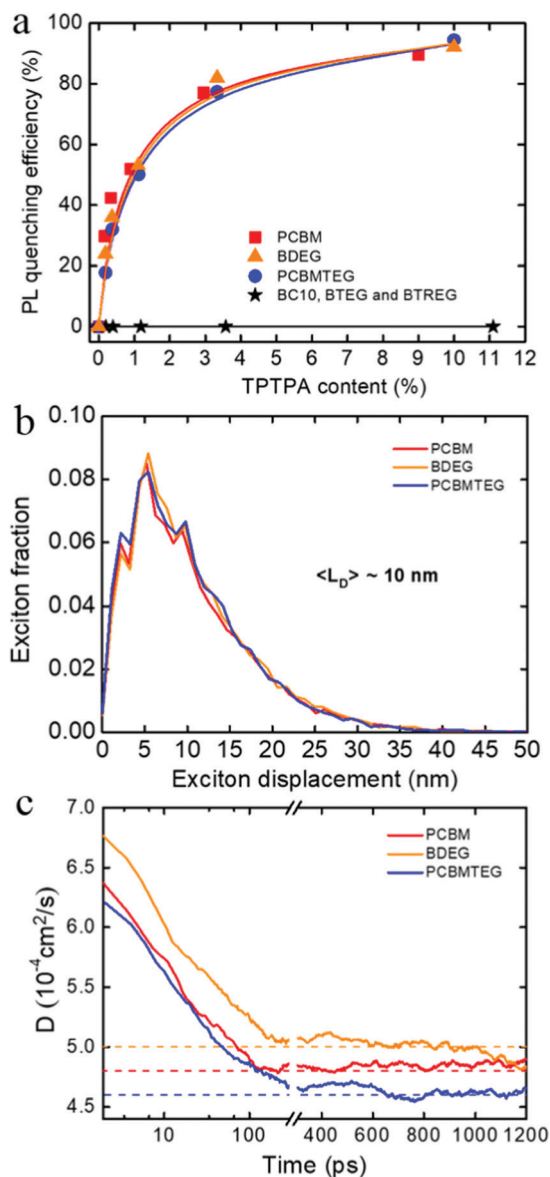 a
100
80
60
40
20
0
PL quenching efficiency (%)
PCBM
BDEG
PCBMTEG
BC10, BTEG and BTREG
0 1 2 3 4 5 6 7 8 9 10 11 12
TPTPA content (%)
b
0.10
0.08
0.06
0.04
0.02
0.00
Exciton fraction
PCBM
BDEG
PCBMTEG
<L_D> ~ 10 nm
0 5 10 15 20 25 30 35 40 45 50
Exciton displacement (nm)
c
7.0
6.5
6.0
5.5
5.0
4.5
D (10⁻⁴cm²/s)
PCBM
BDEG
PCBMTEG
10 100 400 600 800 1000 1200
Time (ps)